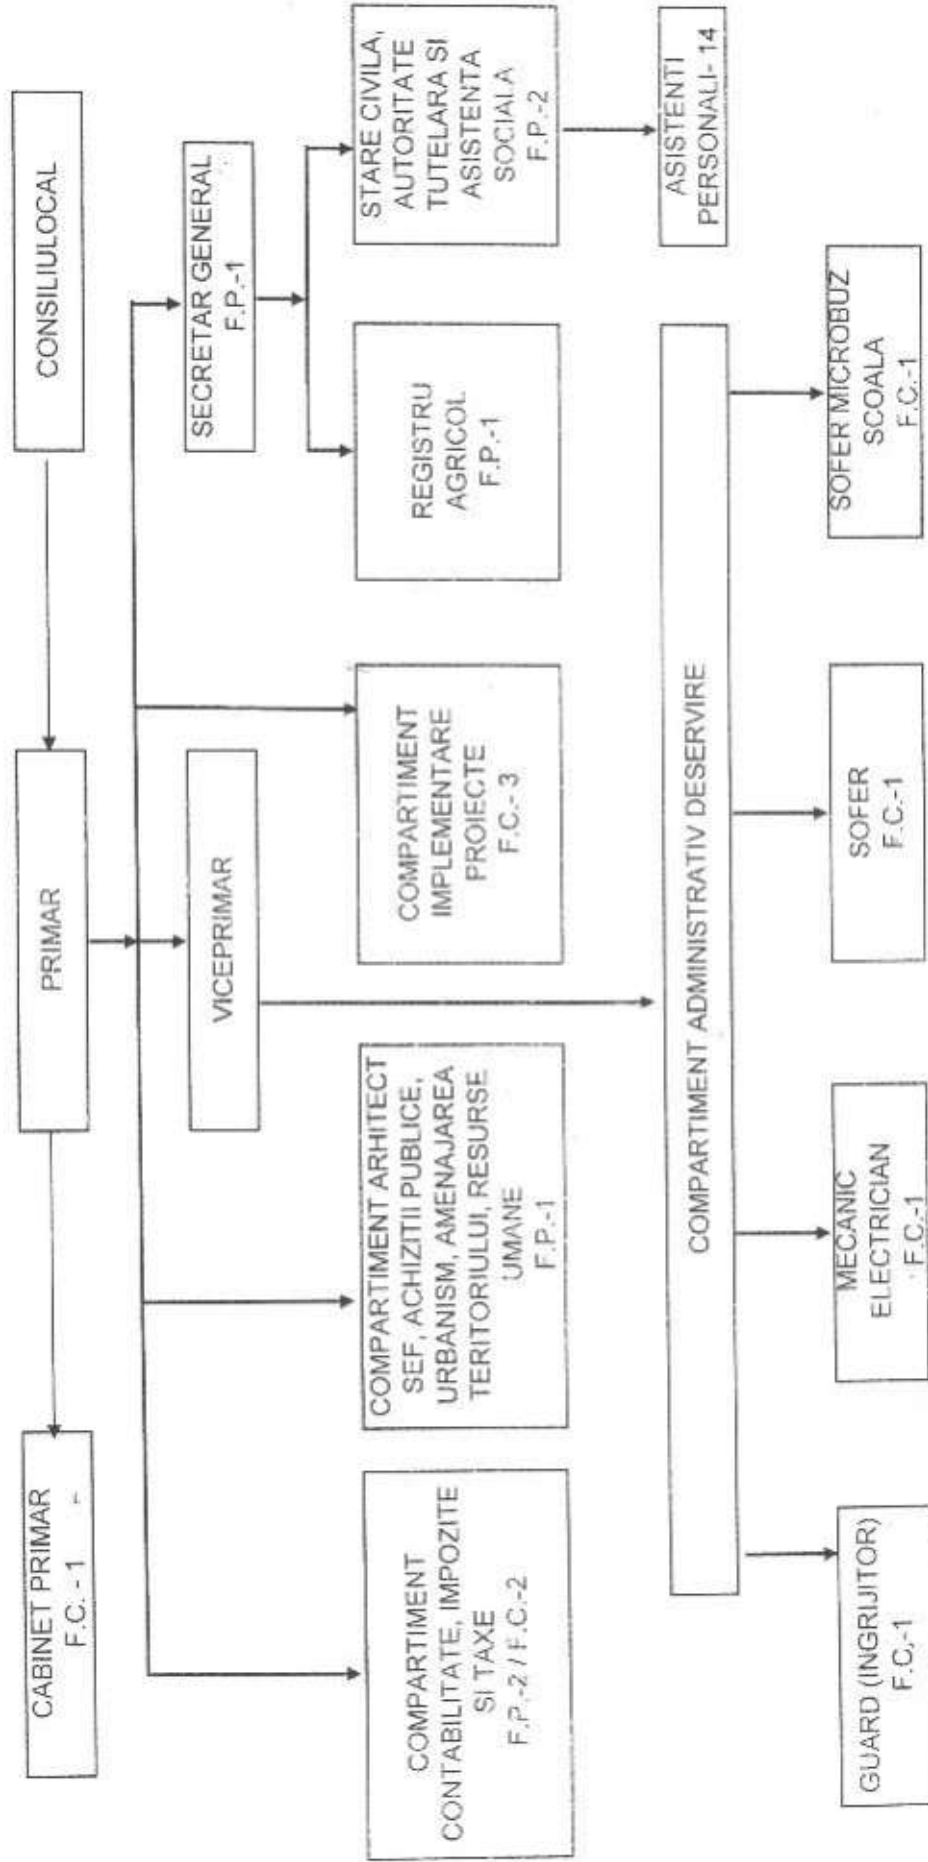 CABINET PRIMAR
F.C. - 1
PRIMAR
CONSILIULOCAL
VICEPRIMAR
SECRETAR GENERAL
F.P.-1
COMPARTIMENT
CONTABILITATE, IMPOZITE
SI TAXE
F.P.-2 / F.C.-2
COMPARTIMENT ARHITECT
SEF, ACHIZITII PUBLICE,
URBANISM, AMENAJAREA
TERITORIULUI, RESURSE
UMANE
F.P.-1
COMPARTIMENT
IMPLEMENTARE
PROIECTE
F.C.- 3
REGISTRU
AGRICOL
F.P.-1
STARE CIVILA,
AUTORITATE
TUTELARA SI
ASISTENTA
SOCIALA
F.P.-2
COMPARTIMENT ADMINISTRATIV DESERVIRE
ASISTENTI
PERSONALI- 14
GUARD (INGRIJITOR)
F.C.-1
MECANIC
ELECTRICIAN
F.C.-1
SOFER
F.C.-1
SOFER MICROBUZ
SCOALA
F.C.-1